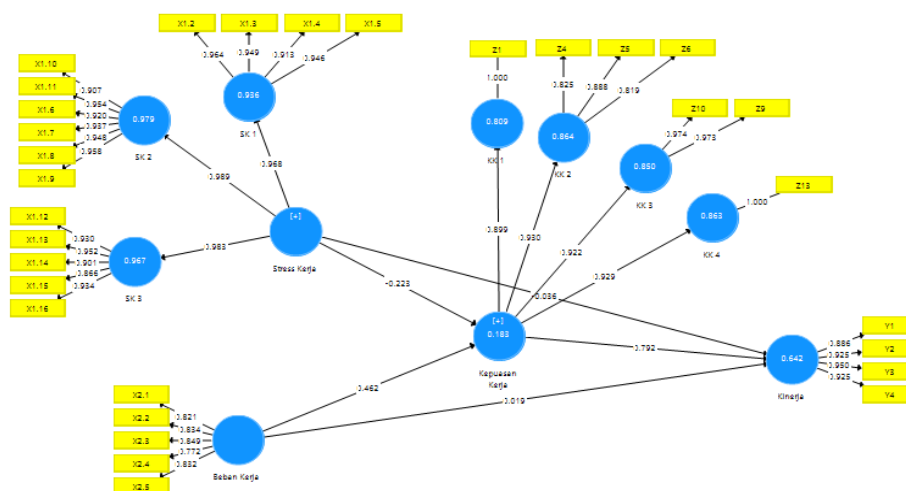 X1.2
X1.3
X1.4
X1.5
0.964
0.949
0.913
0.946
0.936
SK 1
X1.10
X1.11
X1.6
X1.7
X1.8
X1.9
0.907
0.954
0.920
0.937
0.948
0.958
0.979
SK 2
0.968
0.989
X1.12
X1.13
X1.14
X1.15
X1.16
0.930
0.952
0.901
0.866
0.934
0.967
SK 3
0.983
[+]
Stress Kerja
Z1
1.000
0.809
KK 1
Z4
Z5
Z6
0.825
0.888
0.819
0.864
KK 2
Z10
Z9
0.974
0.973
0.850
KK 3
Z13
1.000
0.863
KK 4
0.899
0.930
0.922
0.929
-0.223
-0.036
[+]
0.183
Kepuasan
Kerja
0.792
0.462
0.019
X2.1
X2.2
X2.3
X2.4
X2.5
0.821
0.834
0.849
0.772
0.832
Beban Kerja
0.642
Kinerja
0.886
0.925
0.950
0.925
Y1
Y2
Y3
Y4